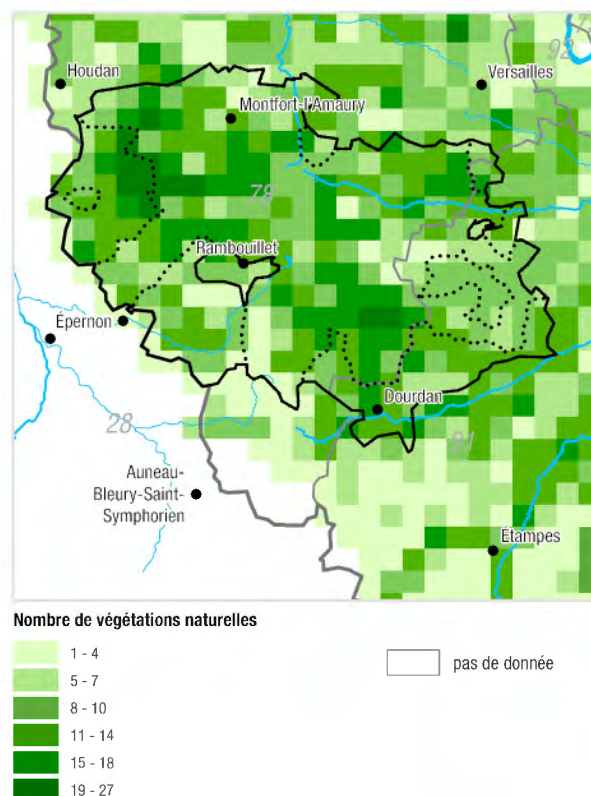 92
Houdan
Versailles
Montfort-l'Amaury
78
Rambouillet
Épernon
Dourdan
28
91
Auneau-
Bleury-Saint-
Symphorien
Étampes
Nombre de végétations naturelles
1 - 4
pas de donnée
5 - 7
8 - 10
11 - 14
15 - 18
19 - 27